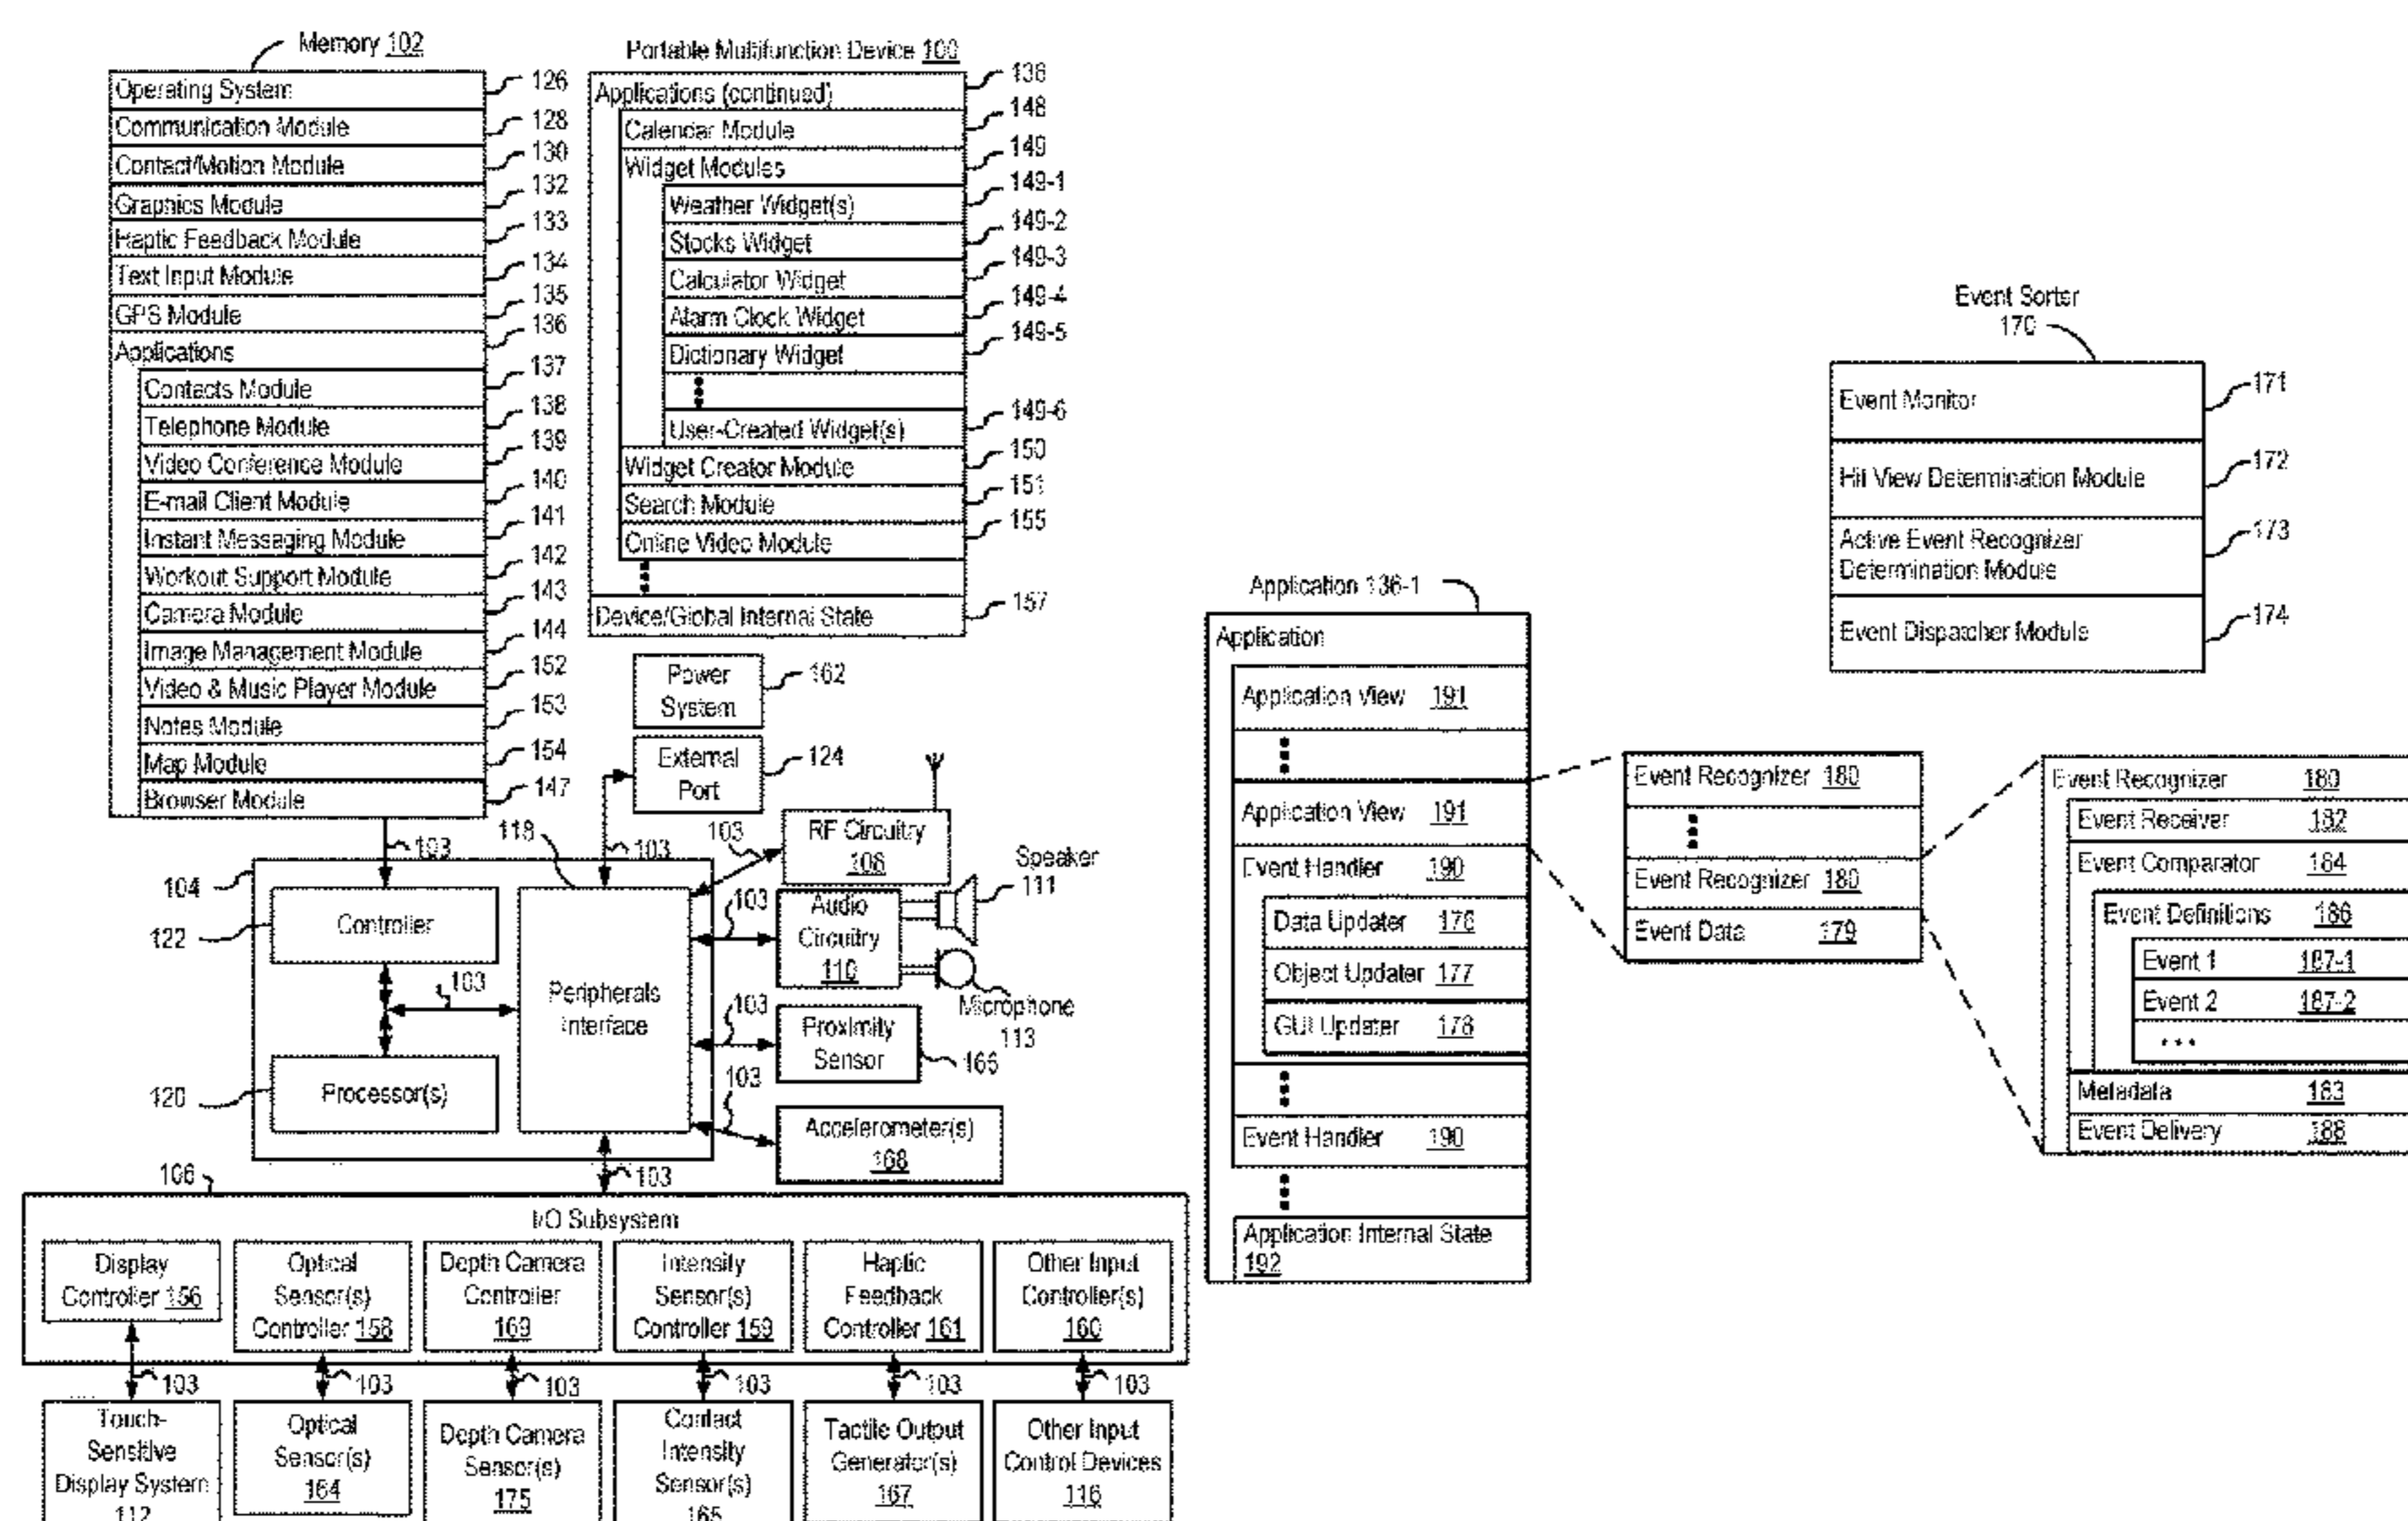 Memory 102
Operating System 126
Communication Module 128
Contact/Motion Module 130
Graphics Module 132
Haptic Feedback Module 133
Text Input Module 134
GPS Module 135
Applications 136
Contacts Module 137
Telephone Module 138
Video Conference Module 139
E-mail Client Module 140
Instant Messaging Module 141
Workout Support Module 142
Camera Module 143
Image Management Module 144
Video & Music Player Module 152
Notes Module 153
Map Module 154
Browser Module 147
Portable Multifunction Device 100
Applications (continued) 136
Calendar Module 148
Widget Modules 149
Weather Widget(s) 149-1
Stocks Widget 149-2
Calculator Widget 149-3
Alarm Clock Widget 149-4
Dictionary Widget 149-5
User-Created Widget(s) 149-6
Widget Creator Module 150
Search Module 151
Online Video Module 155
Device/Global Internal State 157
Power
System
162
External
Port
124
103
118
103
103
RF Circuitry
108
Speaker
111
104
Controller
122
103
Audio
Circuitry
110
103
Peripherals
Interface
Microphone
113
103
Proximity
Sensor
166
Processor(s)
120
103
Accelerometer(s)
168
106
103
I/O Subsystem
Display
Controller 156
Optical
Sensor(s)
Controller 158
Depth Camera
Controller
169
Intensity
Sensor(s)
Controller 159
Haptic
Feedback
Controller 161
Other Input
Controller(s)
160
103 103 103 103 103 103
Touch-
Sensitive
Display System
112
Optical
Sensor(s)
164
Depth Camera
Sensor(s)
175
Contact
Intensity
Sensor(s)
165
Tactile Output
Generator(s)
167
Other Input
Control Devices
116
Application 136-1
Application
Application View 191
Application View 191
Event Handler 190
Data Updater 176
Object Updater 177
GUI Updater 178
Event Handler 190
Application Internal State
192
Event Sorter
170
Event Monitor 171
Hit View Determination Module 172
Active Event Recognizer
Determination Module
173
Event Dispatcher Module 174
Event Recognizer 180
Event Recognizer 180
Event Data 179
Event Recognizer 180
Event Receiver 182
Event Comparator 184
Event Definitions 186
Event 1 187-1
Event 2 187-2
...
Metadata 183
Event Delivery 188